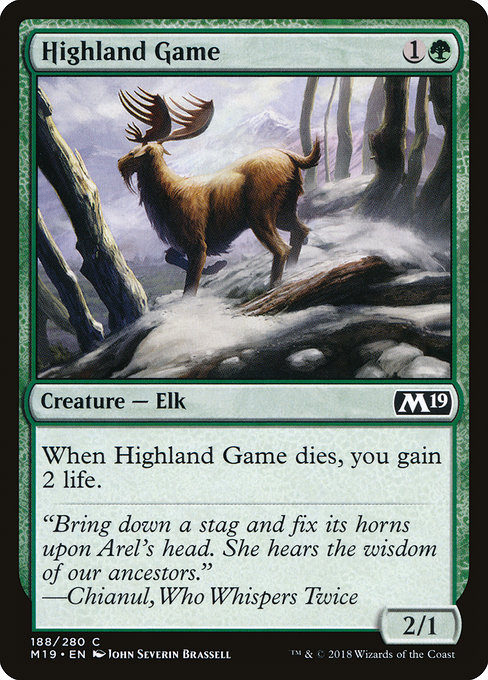 Highland Game 1
Creature — Elk M19
When Highland Game dies, you gain
2 life.
“Bring down a stag and fix its horns
upon Arel’s head. She hears the wisdom
of our ancestors.”
—Chianul, Who Whispers Twice
2/1
188/280 C
M19 • EN John Severin Brassell ™ & © 2018 Wizards of the Coast